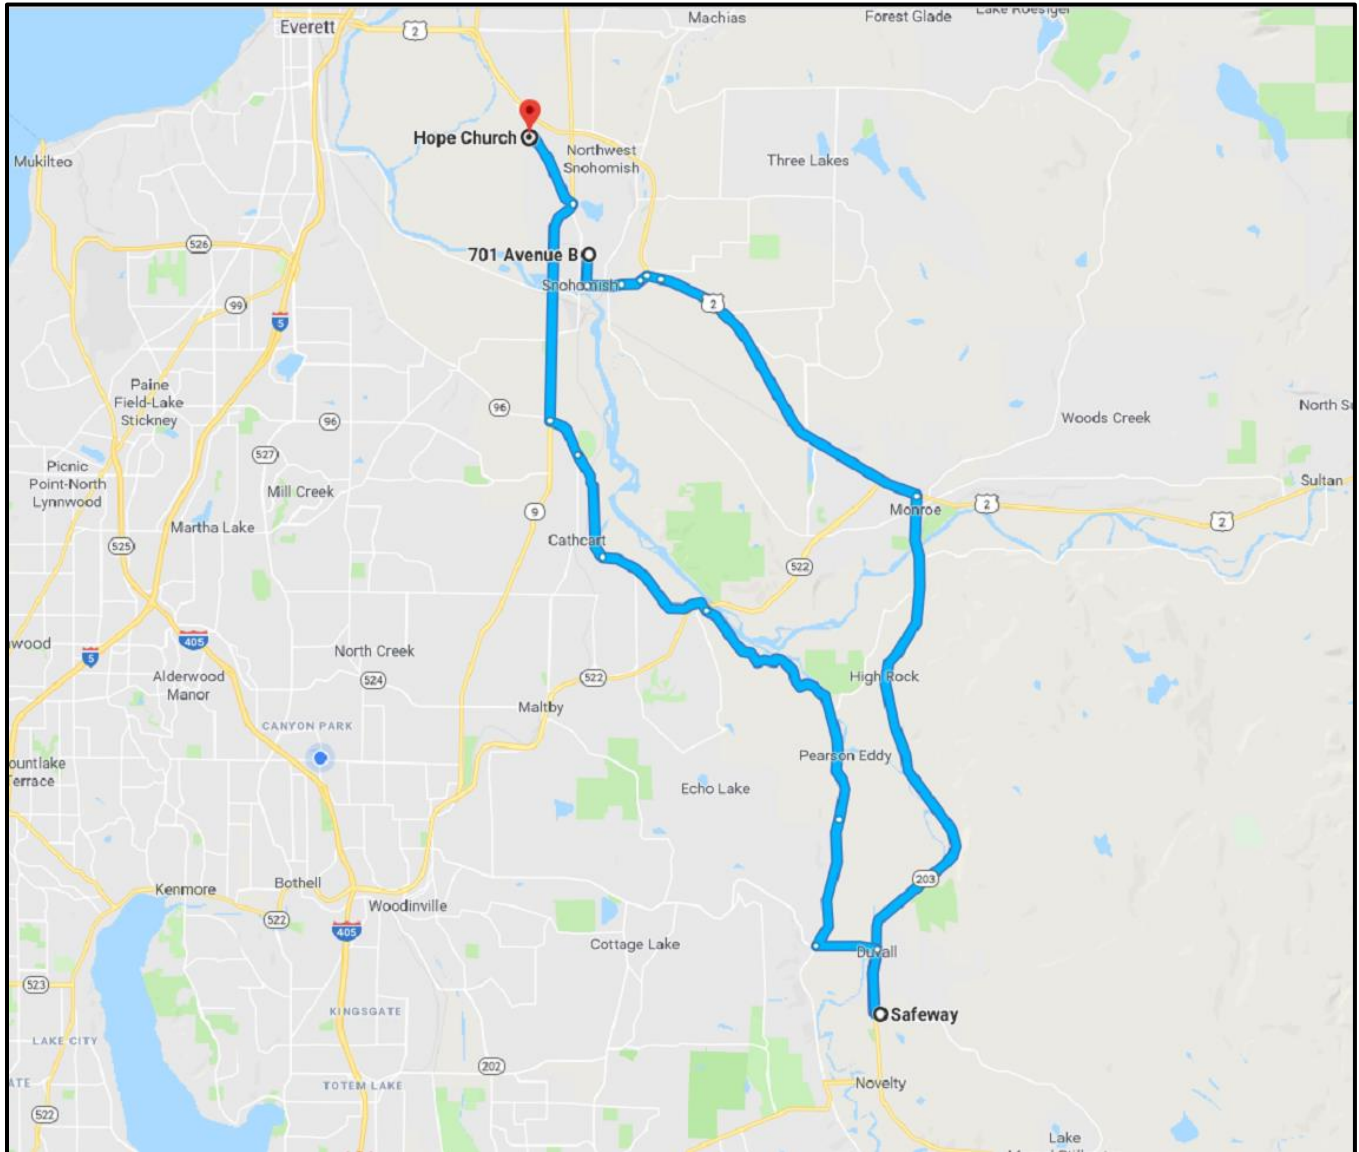 Machias
Forest Glade
Lake Roesiger
Everett
2
Hope Church
Northwest
Snohomish
Three Lakes
Mukilteo
526
701 Avenue B
Snohomish
2
99
5
Paine
Field-Lake
Stickney
96
96
Woods Creek
527
Picnic
Point-North
Lynnwood
Mill Creek
Sultan
2
Monroe
9
2
Martha Lake
525
Cathcart
522
405
5
North Creek
Alderwood
Manor
524
522
High Rock
Maltby
CANYON PARK
Pearson Eddy
Echo Lake
203
Kenmore
Bothell
522
Woodinville
405
Cottage Lake
Duvall
523
KINGSGATE
Safeway
LAKE CITY
202
TOTEM LAKE
Novelty
522
Lake